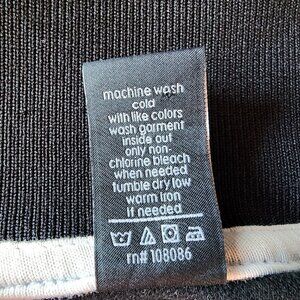 machine wash
cold
with like colors
wash garment
inside out
only non-
chlorine bleach
when needed
tumble dry low
warm iron
if needed
rn# 108086